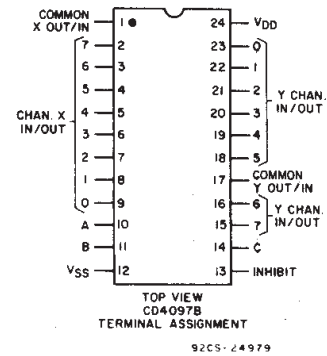 COMMON
X OUT/IN
1
24
VDD
7
2
23
0
6
3
22
1
5
4
21
2
Y CHAN.
IN/OUT
CHAN. X
IN/OUT
4
5
20
3
3
6
19
4
2
7
18
5
1
8
17
COMMON
Y OUT/IN
0
9
16
6
Y CHAN.
IN/OUT
A
10
15
7
B
11
14
C
VSS
12
13
INHIBIT
TOP VIEW
CD4097B
TERMINAL ASSIGNMENT
92CS-24979